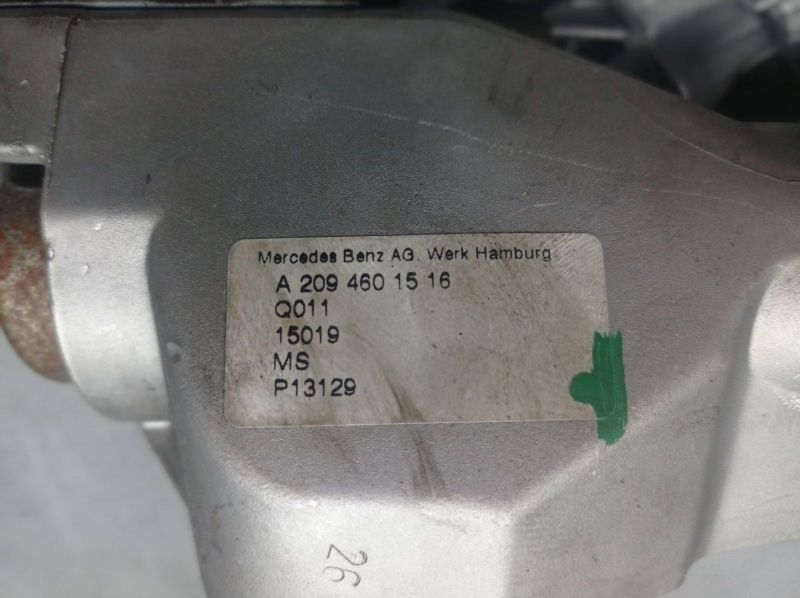 Mercedes Benz AG. Werk Hamburg
A 209 460 15 16
Q011
15019
MS
P13129
26